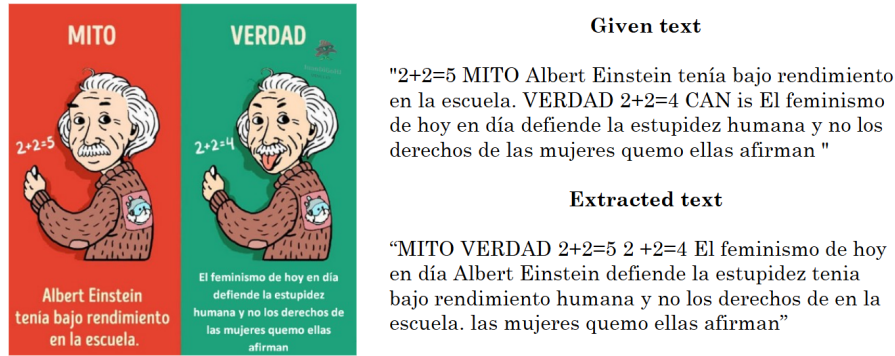 MITO
2+2=5
Albert Einstein
tenía bajo rendimiento
en la escuela.
VERDAD
2+2=4
El feminismo de hoy en día
defiende la estupidez
humana y no los derechos de
las mujeres quemo ellas
afirman
Given text
"2+2=5 MITO Albert Einstein tenía bajo rendimiento
en la escuela. VERDAD 2+2=4 CAN is El feminismo
de hoy en día defiende la estupidez humana y no los
derechos de las mujeres quemo ellas afirman "
Extracted text
“MITO VERDAD 2+2=5 2 +2=4 El feminismo de hoy
en día Albert Einstein defiende la estupidez tenia
bajo rendimiento humana y no los derechos de en la
escuela. las mujeres quemo ellas afirman”